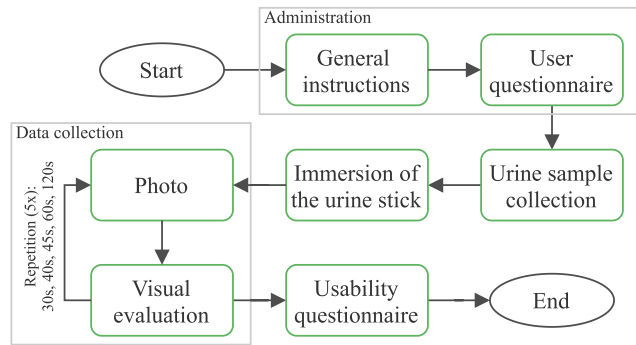 Administration
Start
General
instructions
User
questionnaire
Data collection
Photo
Immersion of
the urine stick
Urine sample
collection
Repetition (5x):
30s, 40s, 45s, 60s, 120s
Visual
evaluation
Usability
questionnaire
End